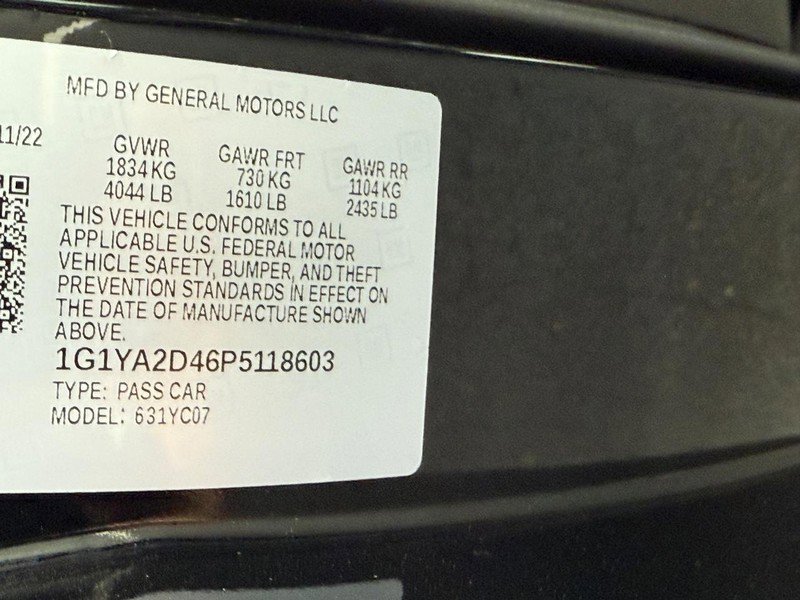 MFD BY GENERAL MOTORS LLC
11/22
GVWR GAWR FRT GAWR RR
1834 KG 730 KG 1104 KG
4044 LB 1610 LB 2435 LB
THIS VEHICLE CONFORMS TO ALL
APPLICABLE U.S. FEDERAL MOTOR
VEHICLE SAFETY, BUMPER, AND THEFT
PREVENTION STANDARDS IN EFFECT ON
THE DATE OF MANUFACTURE SHOWN
ABOVE.
1G1YA2D46P5118603
TYPE: PASS CAR
MODEL: 631YC07